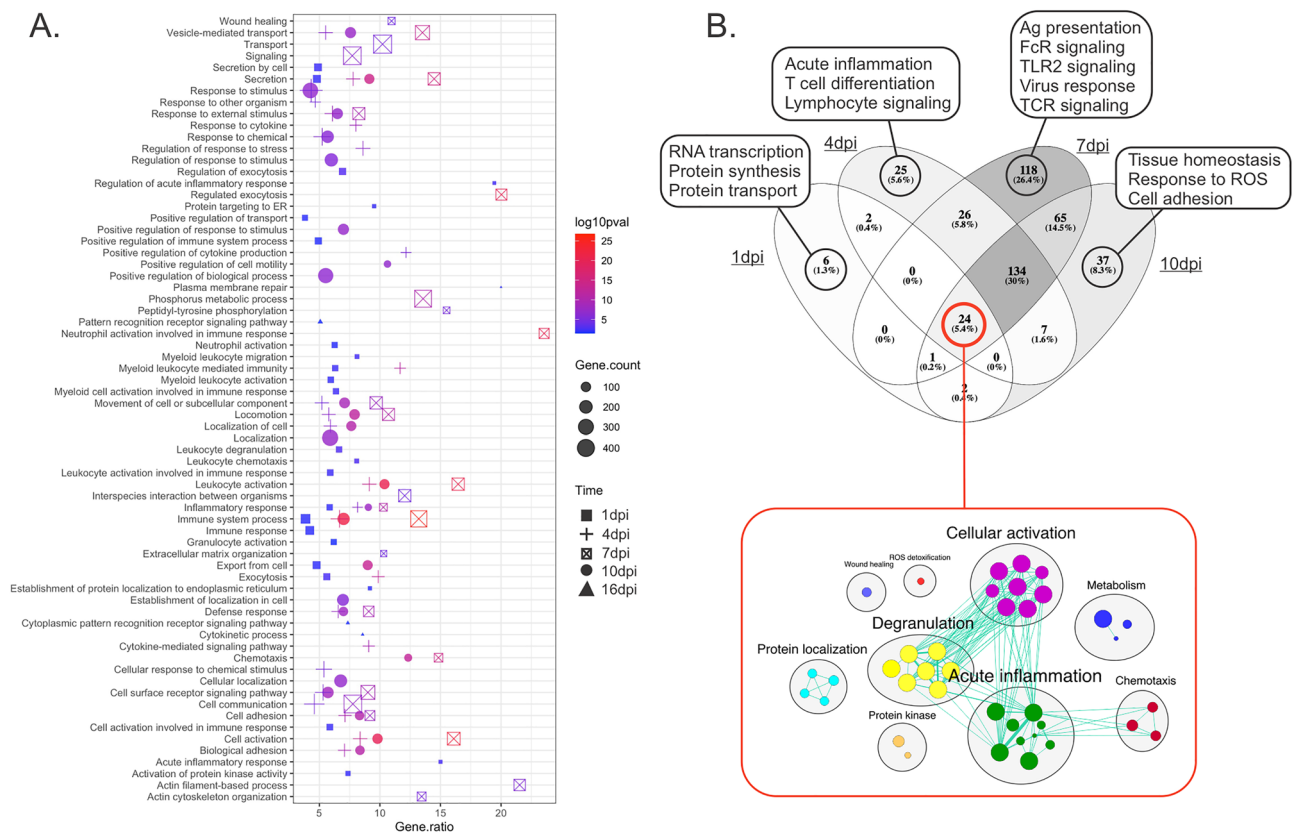 A.
Wound healing
Vesicle-mediated transport
Transport
Signaling
Secretion by cell
Secretion
Response to stimulus
Response to other organism
Response to external stimulus
Response to cytokine
Response to chemical
Regulation of response to stress
Regulation of response to stimulus
Regulation of exocytosis
Regulation of acute inflammatory response
Regulated exocytosis
Protein targeting to ER
Positive regulation of transport
Positive regulation of response to stimulus
Positive regulation of immune system process
Positive regulation of cytokine production
Positive regulation of cell motility
Positive regulation of biological process
Plasma membrane repair
Phosphorus metabolic process
Peptidyl-tyrosine phosphorylation
Pattern recognition receptor signaling pathway
Neutrophil activation involved in immune response
Neutrophil activation
Myeloid leukocyte migration
Myeloid leukocyte mediated immunity
Myeloid leukocyte activation
Myeloid cell activation involved in immune response
Movement of cell or subcellular component
Locomotion
Localization of cell
Localization
Leukocyte degranulation
Leukocyte chemotaxis
Leukocyte activation involved in immune response
Leukocyte activation
Interspecies interaction between organisms
Inflammatory response
Immune system process
Immune response
Granulocyte activation
Extracellular matrix organization
Export from cell
Exocytosis
Establishment of protein localization to endoplasmic reticulum
Establishment of localization in cell
Defense response
Cytoplasmic pattern recognition receptor signaling pathway
Cytokinetic process
Cytokine-mediated signaling pathway
Chemotaxis
Cellular response to chemical stimulus
Cellular localization
Cell surface receptor signaling pathway
Cell communication
Cell adhesion
Cell activation involved in immune response
Cell activation
Biological adhesion
Acute inflammatory response
Activation of protein kinase activity
Actin filament-based process
Actin cytoskeleton organization
5 10 15 20
Gene.ratio
log10pval
25
20
15
10
5
Gene.count
100
200
300
400
Time
1dpi
4dpi
7dpi
10dpi
16dpi
B.
Acute inflammation
T cell differentiation
Lymphocyte signaling
Ag presentation
FcR signaling
TLR2 signaling
Virus response
TCR signaling
RNA transcription
Protein synthesis
Protein transport
Tissue homeostasis
Response to ROS
Cell adhesion
4dpi
7dpi
1dpi
10dpi
25
(5.6%)
118
(26.4%)
2
(0.4%)
26
(5.8%)
65
(14.5%)
6
(1.3%)
0
(0%)
134
(30%)
37
(8.3%)
24
(5.4%)
0
(0%)
7
(1.6%)
1
(0.2%)
0
(0%)
2
Cellular activation
Wound healing
ROS detoxification
Metabolism
Degranulation
Protein localization
Acute inflammation
Chemotaxis
Protein kinase